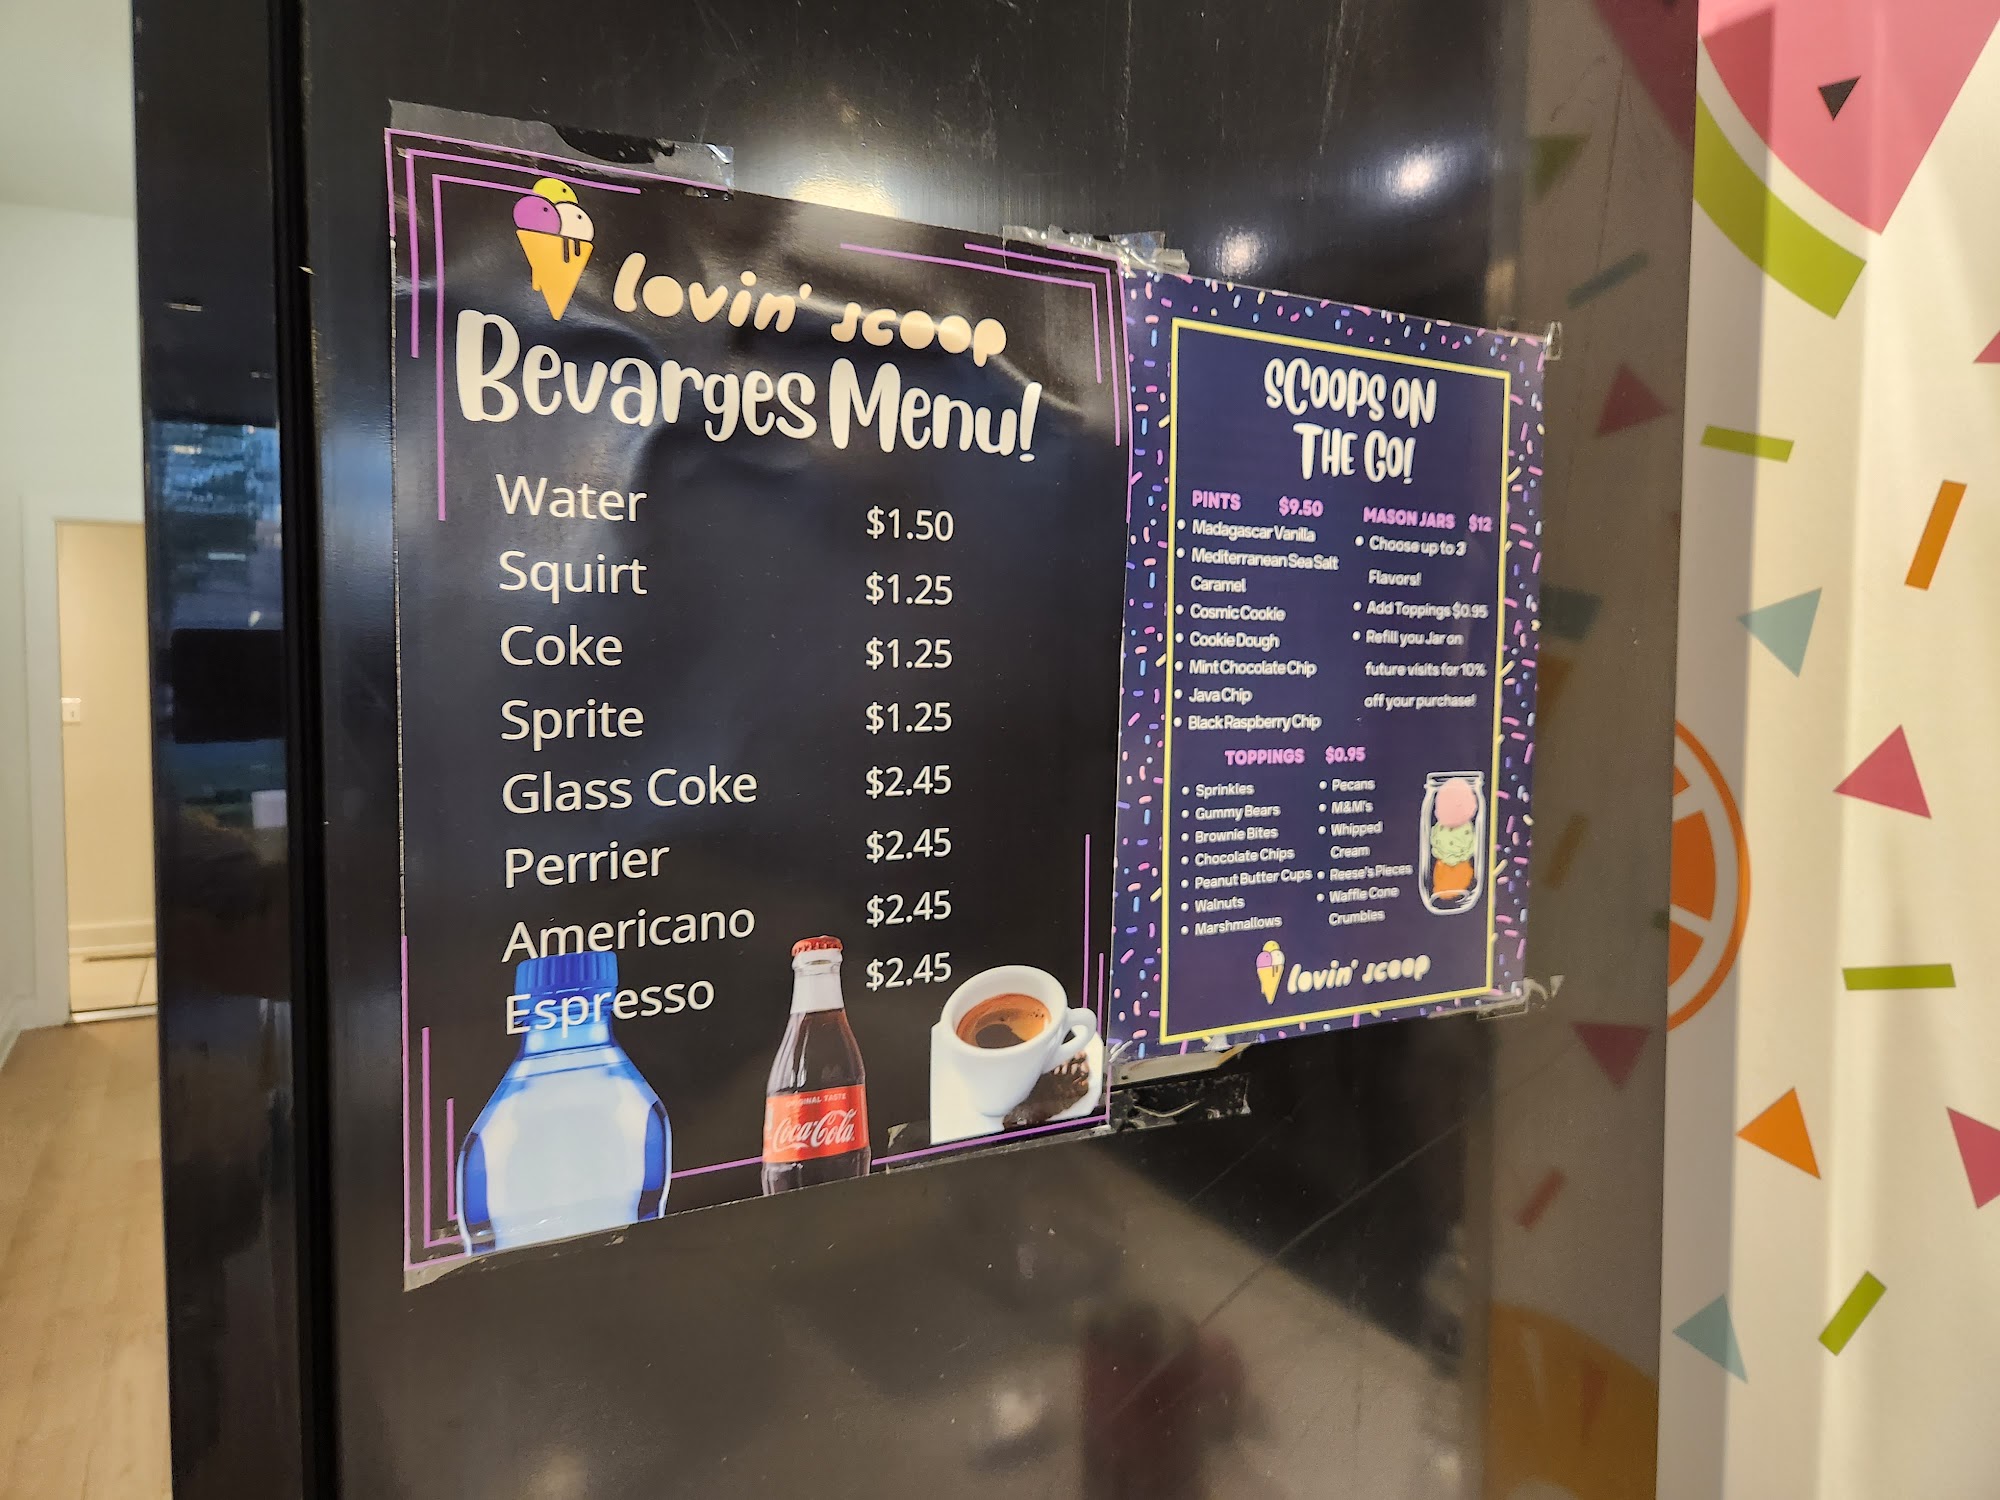 lovin' scoop
Bevarges Menu!
Water $1.50
Squirt $1.25
Coke $1.25
Sprite $1.25
Glass Coke $2.45
Perrier $2.45
Americano $2.45
Espresso $2.45
ORIGINAL TASTE
Coca-Cola
SCOOPS ON
THE GO!
PINTS $9.50
• Madagascar Vanilla
• Mediterranean Sea Salt
Caramel
• Cosmic Cookie
• Cookie Dough
• Mint Chocolate Chip
• Java Chip
• Black Raspberry Chip
MASON JARS $12
• Choose up to 3
Flavors!
• Add Toppings $0.95
• Refill you Jar on
future visits for 10%
off your purchase!
TOPPINGS $0.95
• Sprinkles
• Gummy Bears
• Brownie Bites
• Chocolate Chips
• Peanut Butter Cups
• Walnuts
• Marshmallows
• Pecans
• M&M's
• Whipped
Cream
• Reese's Pieces
• Waffle Cone
Crumbles
lovin' scoop